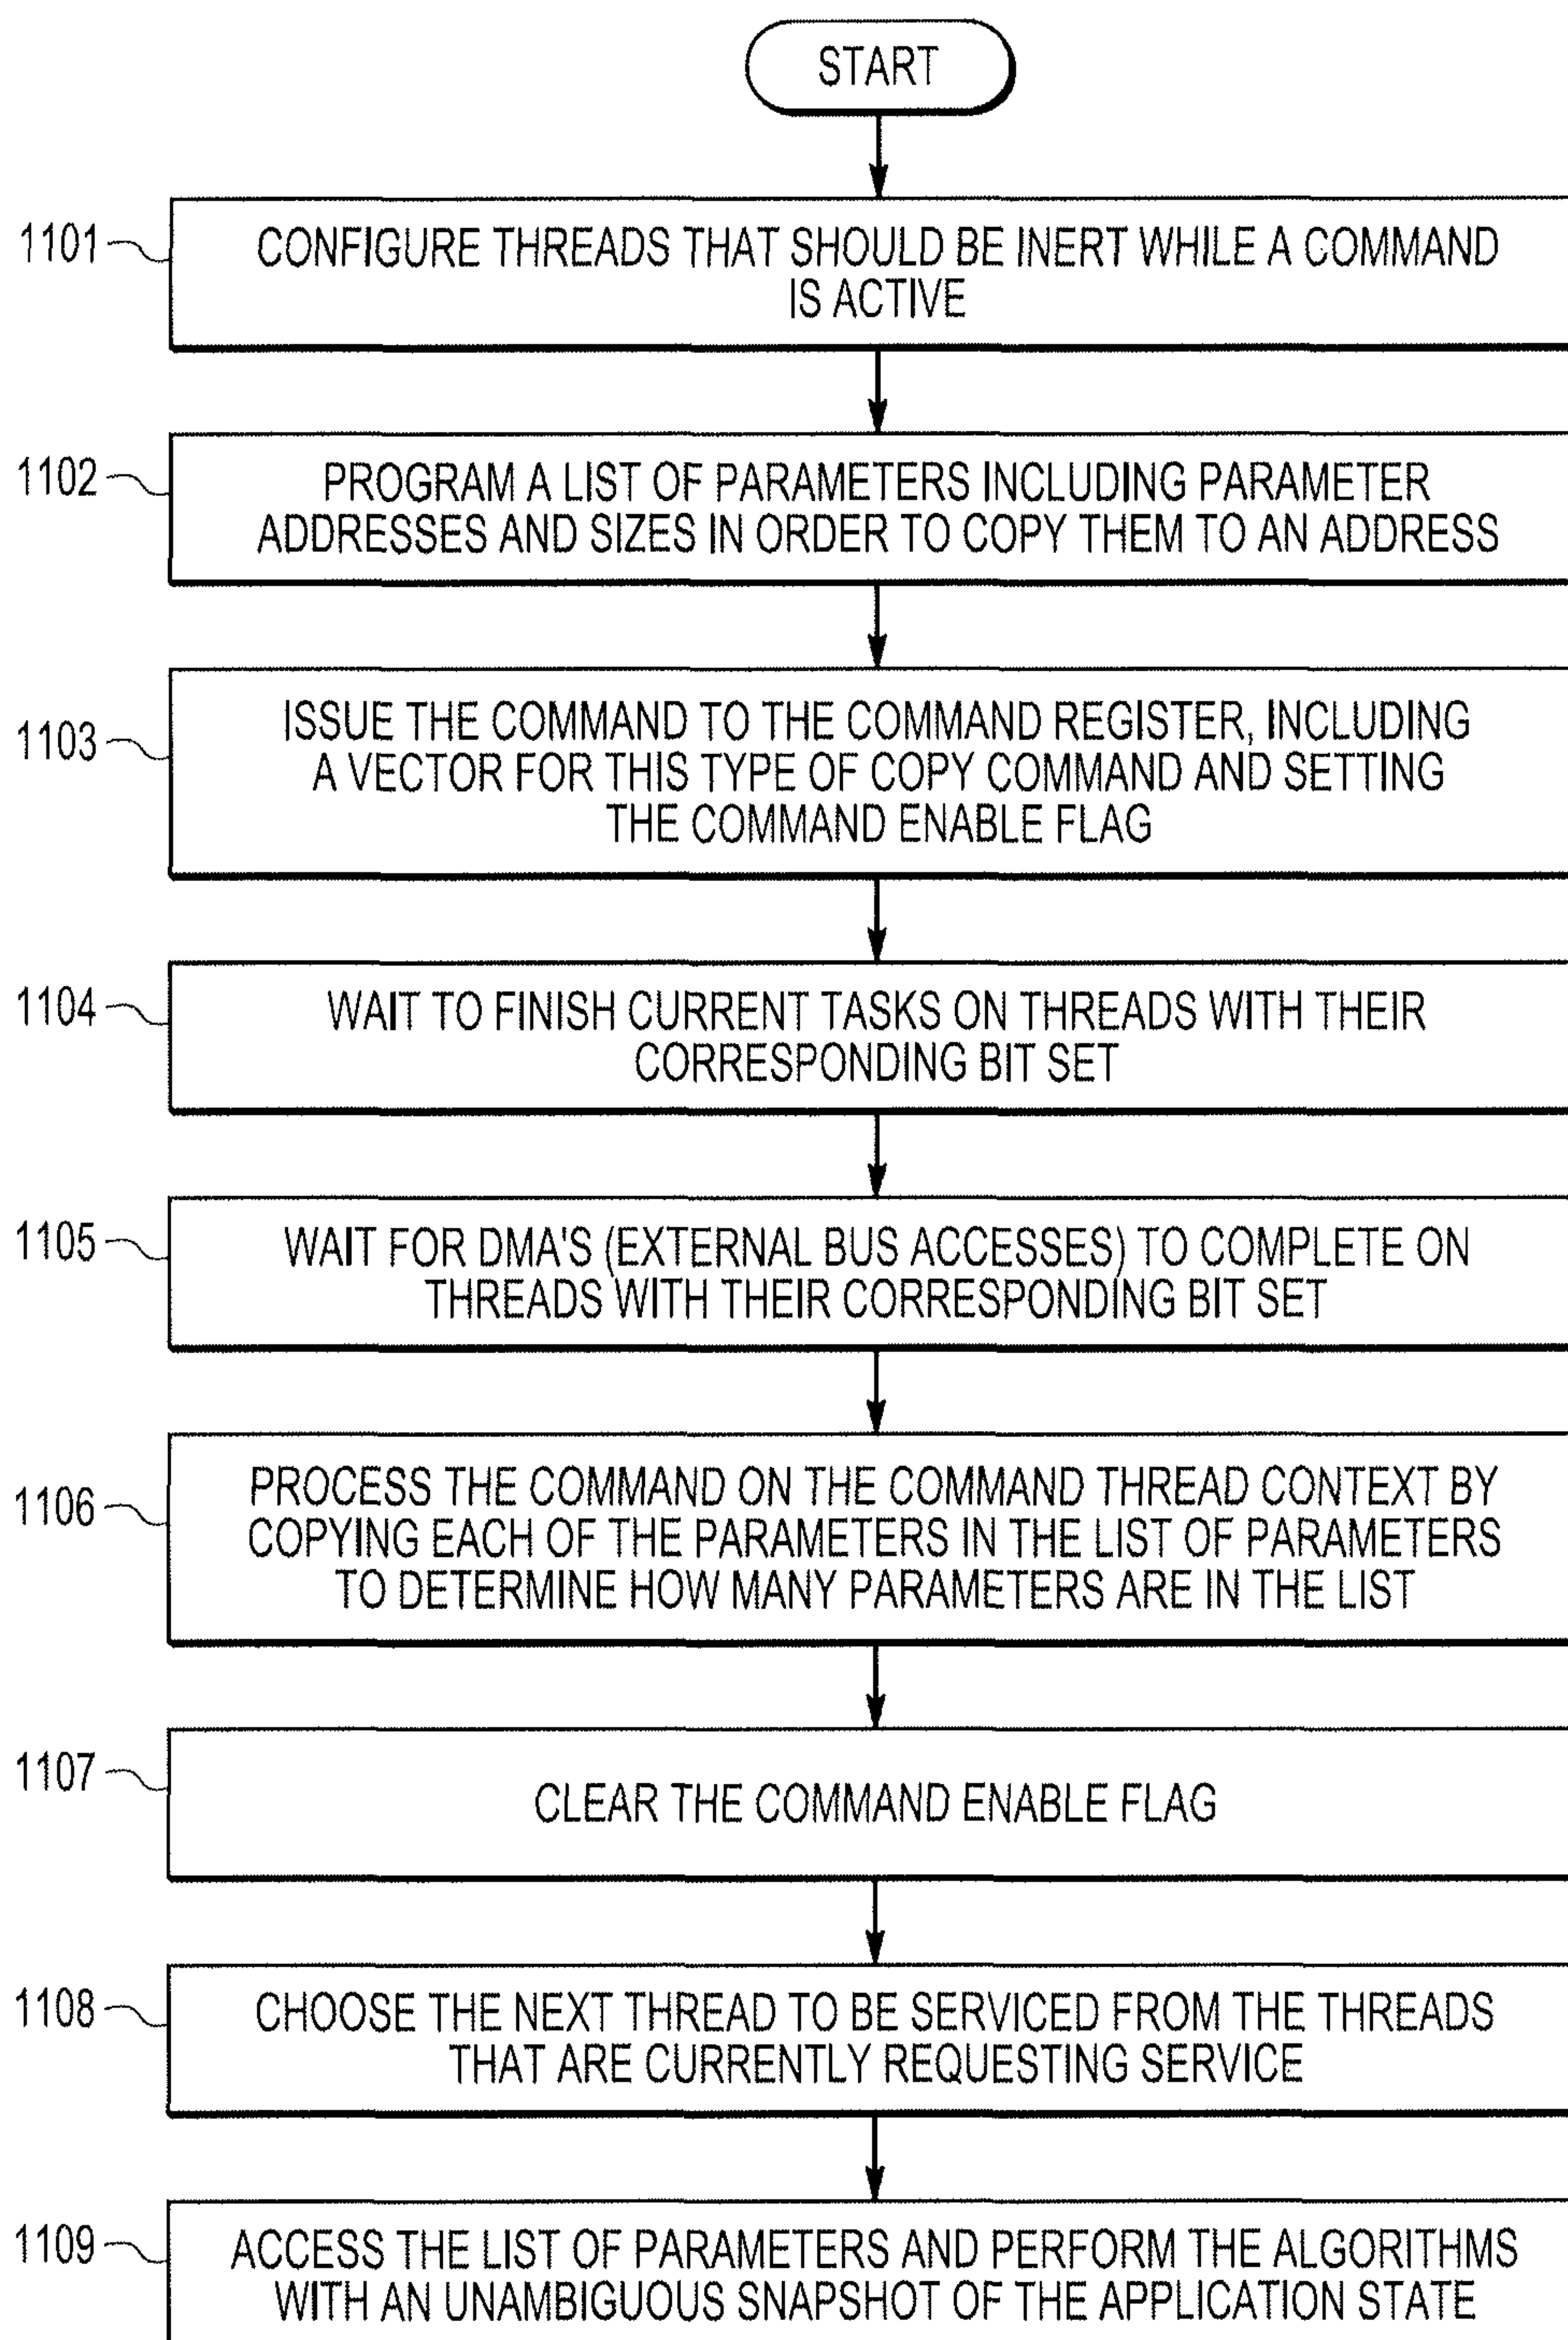 START
1101
CONFIGURE THREADS THAT SHOULD BE INERT WHILE A COMMAND
IS ACTIVE
1102
PROGRAM A LIST OF PARAMETERS INCLUDING PARAMETER
ADDRESSES AND SIZES IN ORDER TO COPY THEM TO AN ADDRESS
1103
ISSUE THE COMMAND TO THE COMMAND REGISTER, INCLUDING
A VECTOR FOR THIS TYPE OF COPY COMMAND AND SETTING
THE COMMAND ENABLE FLAG
1104
WAIT TO FINISH CURRENT TASKS ON THREADS WITH THEIR
CORRESPONDING BIT SET
1105
WAIT FOR DMA'S (EXTERNAL BUS ACCESSES) TO COMPLETE ON
THREADS WITH THEIR CORRESPONDING BIT SET
1106
PROCESS THE COMMAND ON THE COMMAND THREAD CONTEXT BY
COPYING EACH OF THE PARAMETERS IN THE LIST OF PARAMETERS
TO DETERMINE HOW MANY PARAMETERS ARE IN THE LIST
1107
CLEAR THE COMMAND ENABLE FLAG
1108
CHOOSE THE NEXT THREAD TO BE SERVICED FROM THE THREADS
THAT ARE CURRENTLY REQUESTING SERVICE
1109
ACCESS THE LIST OF PARAMETERS AND PERFORM THE ALGORITHMS
WITH AN UNAMBIGUOUS SNAPSHOT OF THE APPLICATION STATE